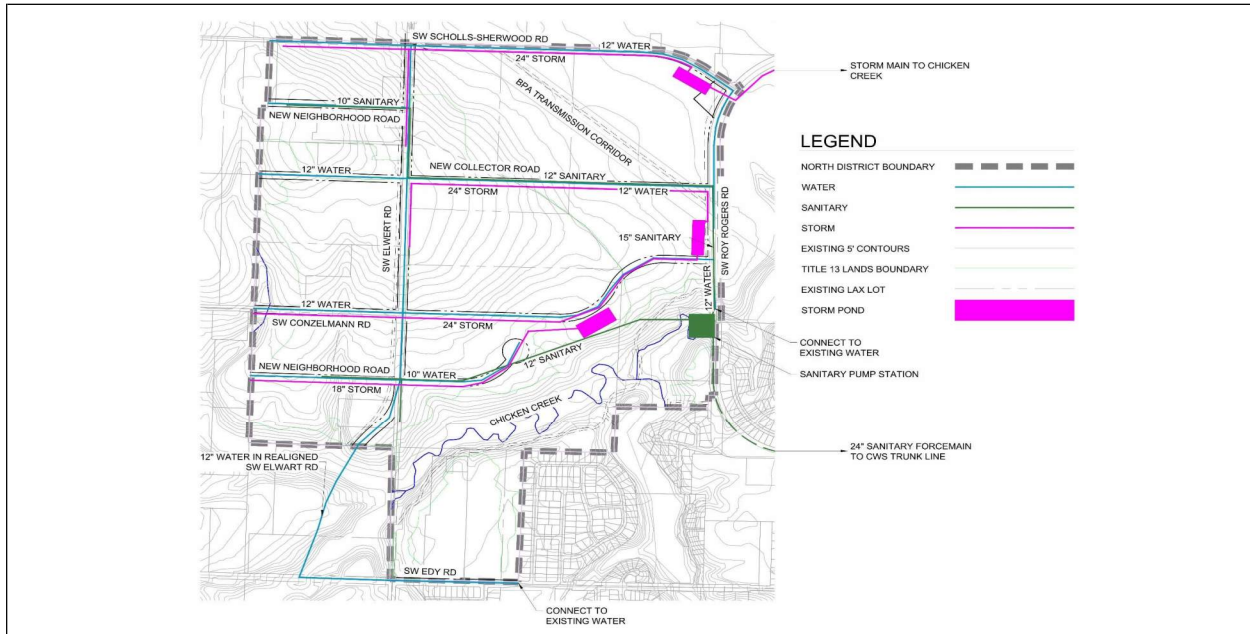 SW SCHOLLS-SHERWOOD RD
12" WATER
24" STORM
STORM MAIN TO CHICKEN
CREEK
BPA TRANSMISSION CORRIDOR
10" SANITARY
NEW NEIGHBORHOOD ROAD
12" WATER
NEW COLLECTOR ROAD
12" SANITARY
24" STORM
12" WATER
SW ELWERT RD
15" SANITARY
SW ROY ROGERS RD
12" WATER
12" WATER
SW CONZELMANN RD
24" STORM
CONNECT TO
EXISTING WATER
SANITARY PUMP STATION
NEW NEIGHBORHOOD ROAD
10" WATER
12" SANITARY
18" STORM
CHICKEN CREEK
24" SANITARY FORCEMAIN
TO CWS TRUNK LINE
12" WATER IN REALIGNED
SW ELWART RD
SW EDY RD
CONNECT TO
EXISTING WATER
LEGEND
NORTH DISTRICT BOUNDARY
WATER
SANITARY
STORM
EXISTING 5' CONTOURS
TITLE 13 LANDS BOUNDARY
EXISTING LAX LOT
STORM POND